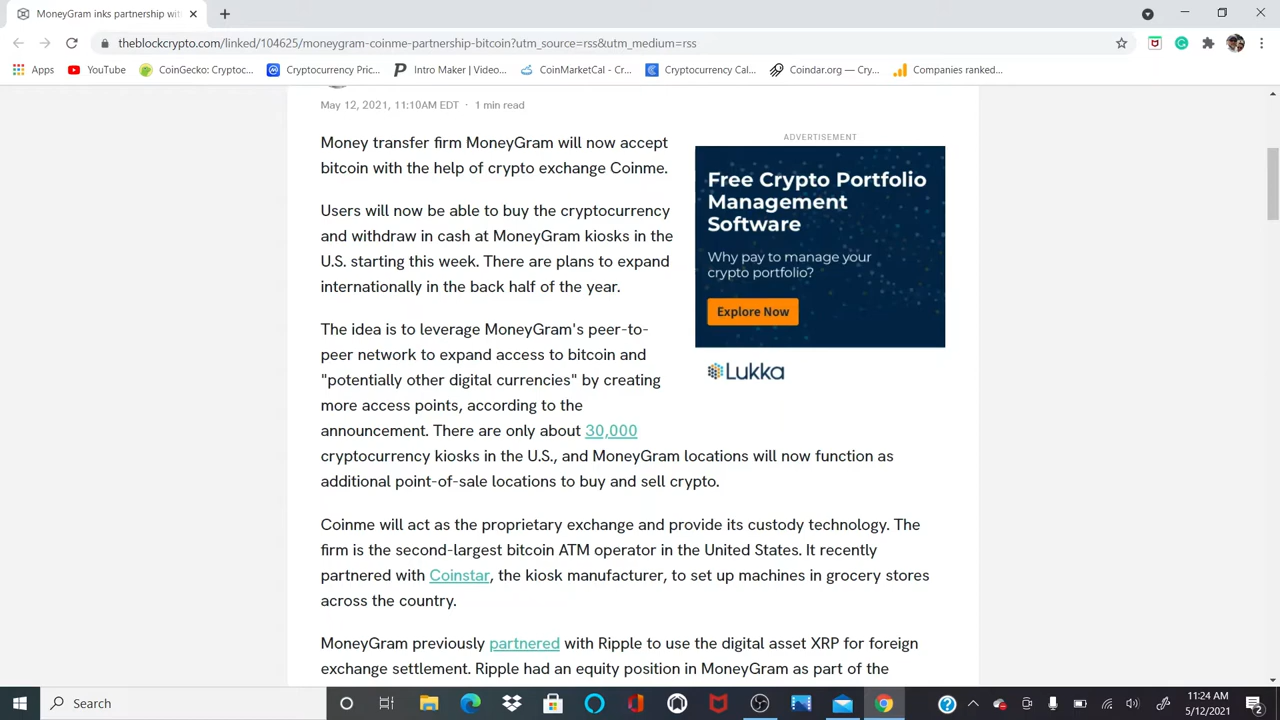 MoneyGram inks partnership wit
theblockcrypto.com/linked/104625/moneygram-coinme-partnership-bitcoin?utm_source=rss&utm_medium=rss
Apps YouTube CoinGecko: Cryptoc... Cryptocurrency Pric... Intro Maker | Video... CoinMarketCal - Cr... Cryptocurrency Cal... Coindar.org — Cry... Companies ranked...
May 12, 2021, 11:10AM EDT · 1 min read
Money transfer firm MoneyGram will now accept
bitcoin with the help of crypto exchange Coinme.
Users will now be able to buy the cryptocurrency
and withdraw in cash at MoneyGram kiosks in the
U.S. starting this week. There are plans to expand
internationally in the back half of the year.
The idea is to leverage MoneyGram's peer-to-
peer network to expand access to bitcoin and
"potentially other digital currencies" by creating
more access points, according to the
announcement. There are only about 30,000
cryptocurrency kiosks in the U.S., and MoneyGram locations will now function as
additional point-of-sale locations to buy and sell crypto.
Coinme will act as the proprietary exchange and provide its custody technology. The
firm is the second-largest bitcoin ATM operator in the United States. It recently
partnered with Coinstar, the kiosk manufacturer, to set up machines in grocery stores
across the country.
MoneyGram previously partnered with Ripple to use the digital asset XRP for foreign
exchange settlement. Ripple had an equity position in MoneyGram as part of the
ADVERTISEMENT
Free Crypto Portfolio
Management
Software
Why pay to manage your
crypto portfolio?
Explore Now
Lukka
Search
11:24 AM
5/12/2021
2